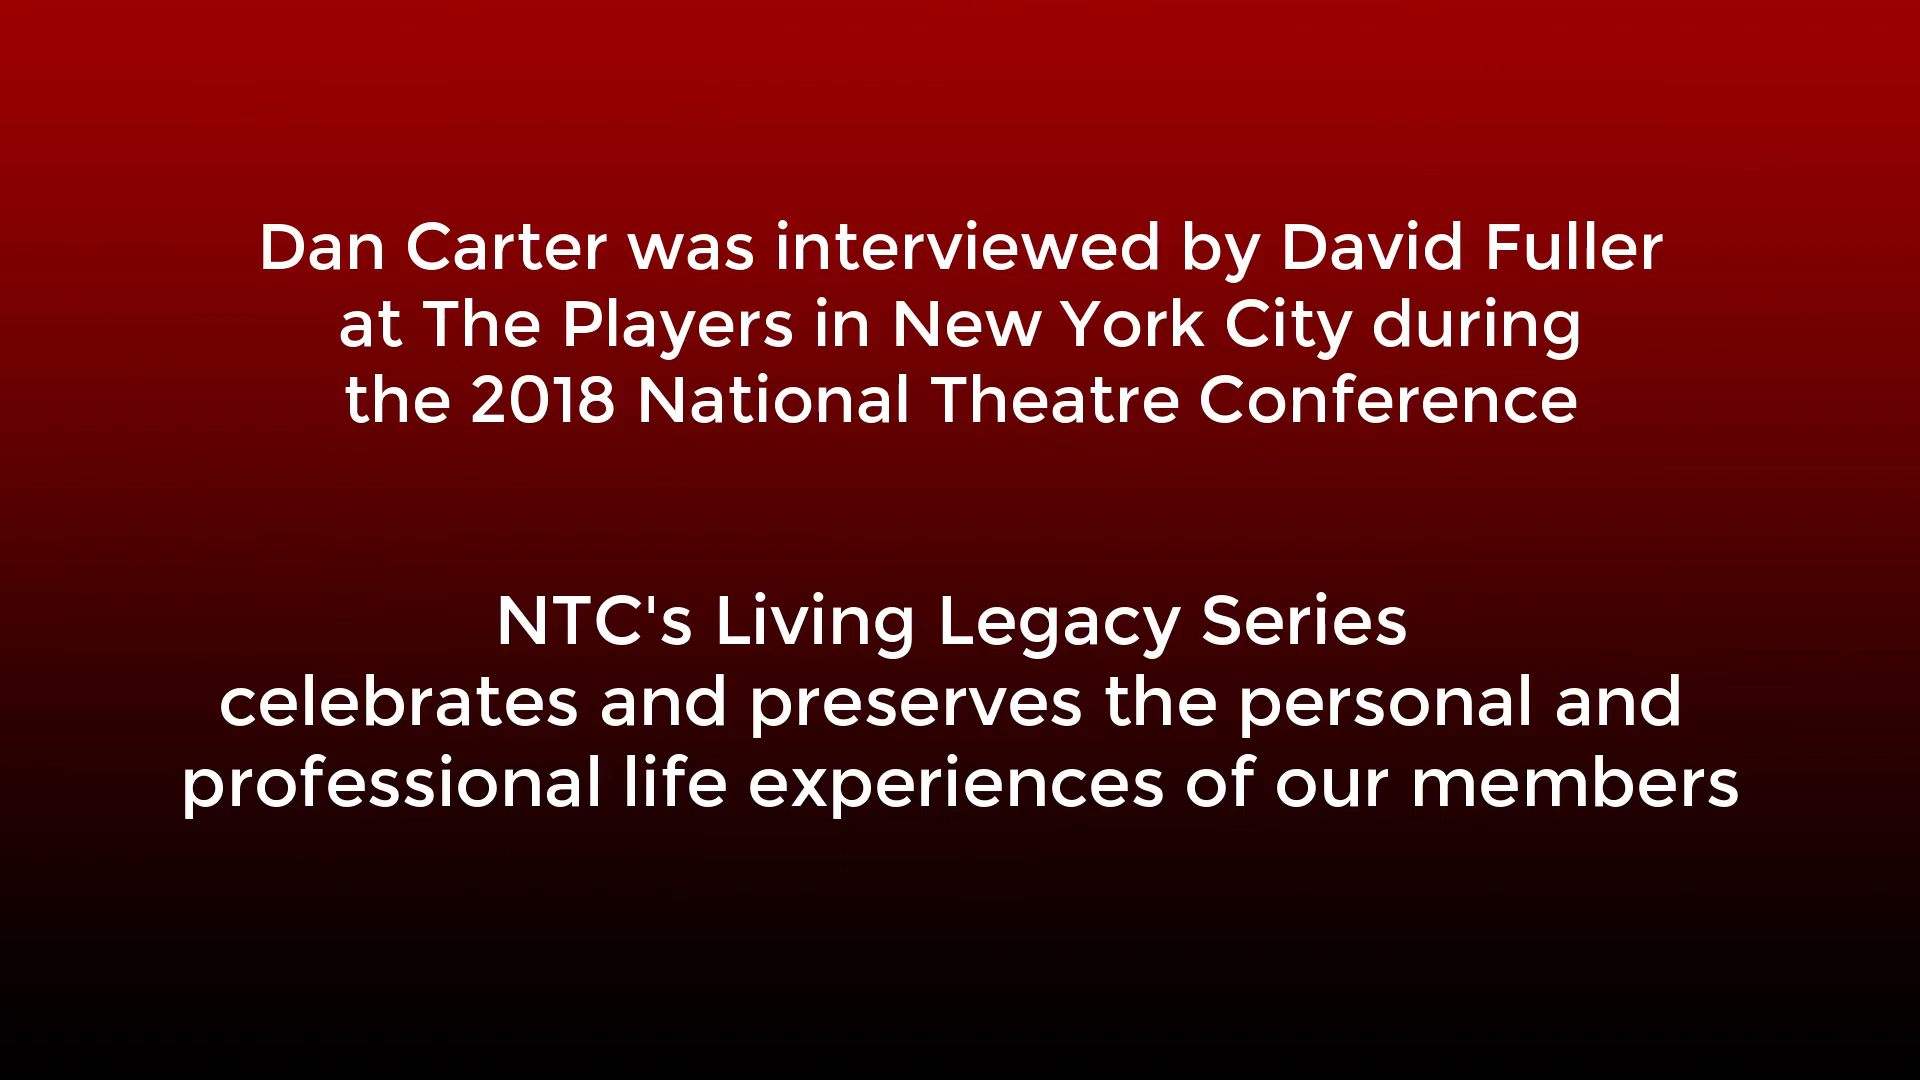 Dan Carter was interviewed by David Fuller
at The Players in New York City during
the 2018 National Theatre Conference
NTC's Living Legacy Series
celebrates and preserves the personal and
professional life experiences of our members